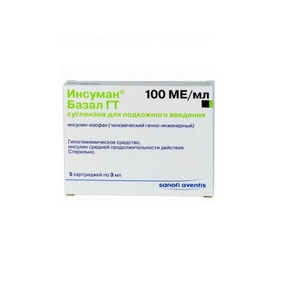 Инсуман® 100 МЕ/мл
Базал ГТ
суспензия для подкожного введения
инсулин-изофан (человеческий генно-инженерный)
Гипогликемическое средство,
инсулин средней продолжительности действия.
Стерильно.
5 картриджей по 3 мл
sanofi aventis